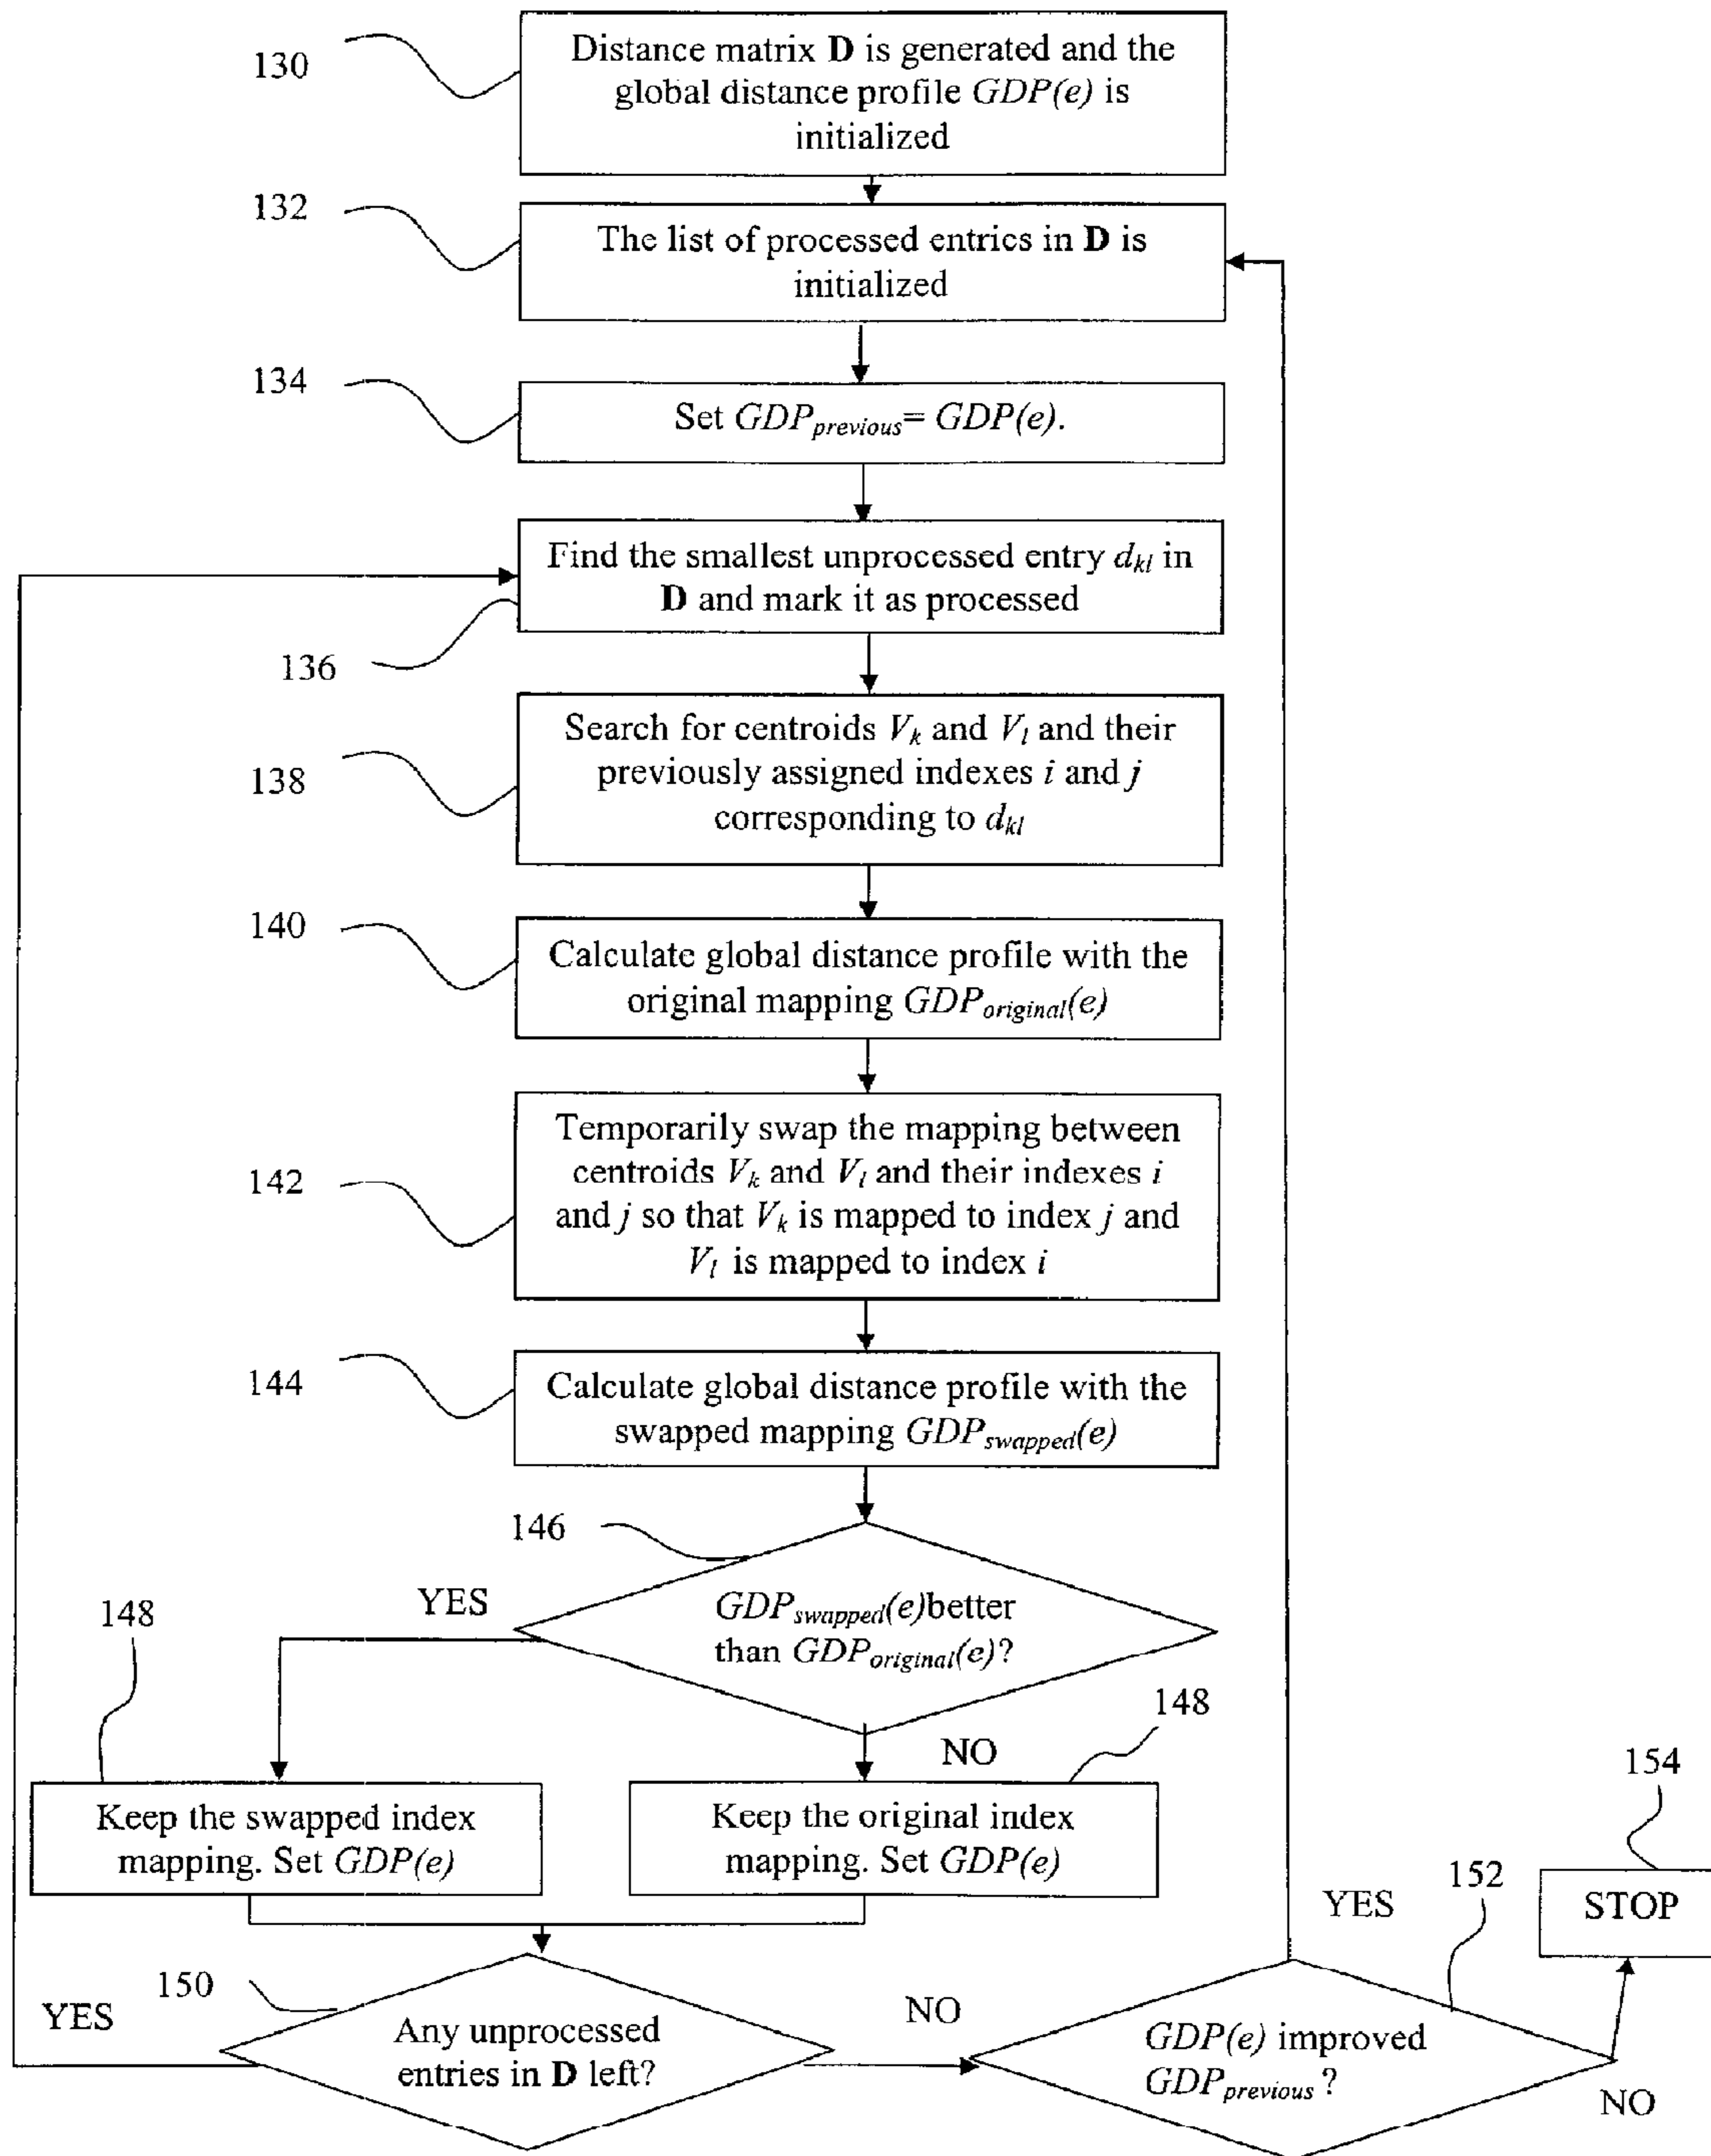 130
Distance matrix D is generated and the
global distance profile GDP(e) is
initialized
132
The list of processed entries in D is
initialized
134
Set GDPprevious= GDP(e).
Find the smallest unprocessed entry dkl in
D and mark it as processed
136
Search for centroids Vk and Vl and their
previously assigned indexes i and j
corresponding to dkl
138
140
Calculate global distance profile with the
original mapping GDPoriginal(e)
Temporarily swap the mapping between
centroids Vk and Vl and their indexes i
and j so that Vk is mapped to index j and
Vl is mapped to index i
142
144
Calculate global distance profile with the
swapped mapping GDPswapped(e)
146
YES
GDPswapped(e)better
than GDPoriginal(e)?
148
148
NO
Keep the swapped index
mapping. Set GDP(e)
Keep the original index
mapping. Set GDP(e)
154
STOP
152
YES
150
YES
NO
Any unprocessed
entries in D left?
GDP(e) improved
GDPprevious ?
NO